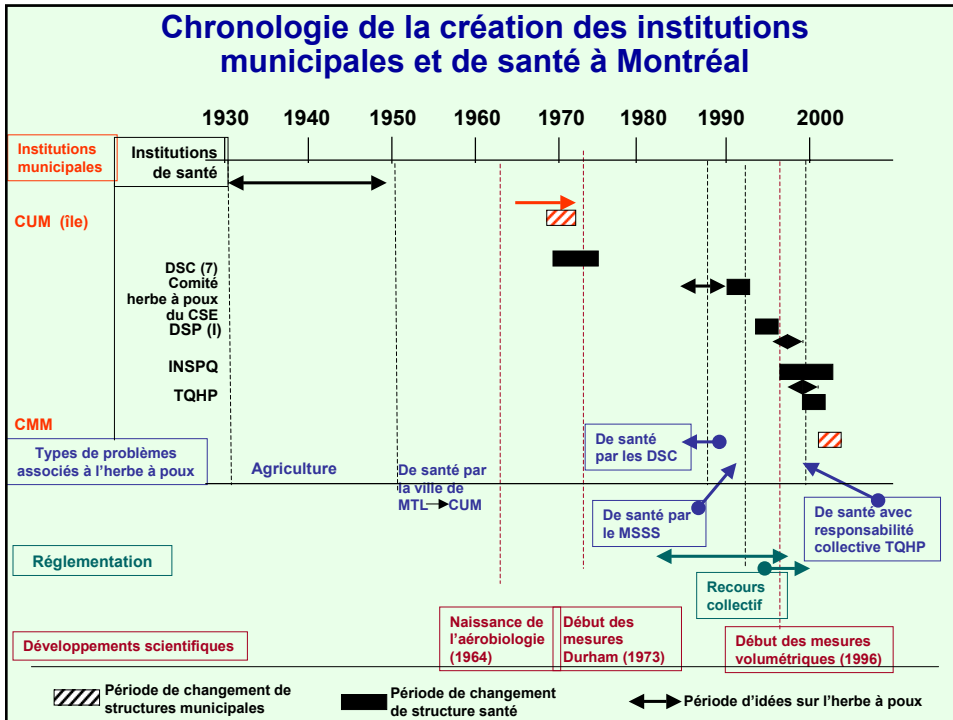 Chronologie de la création des institutions
municipales et de santé à Montréal
1930 1940 1950 1960 1970 1980 1990 2000
Institutions
municipales
Institutions
de santé
CUM (île)
DSC (7)
Comité
herbe à poux
du CSE
DSP (I)
INSPQ
TQHP
CMM
Types de problèmes
associés à l'herbe à poux
Agriculture
De santé par
la ville de
MTL CUM
De santé
par les DSC
De santé par
le MSSS
De santé avec
responsabilité
collective TQHP
Réglementation
Recours
collectif
Développements scientifiques
Naissance de
l'aérobiologie
(1964)
Début des
mesures
Durham (1973)
Début des mesures
volumétriques (1996)
Période de changement de
structures municipales
Période de changement
de structure santé
Période d'idées sur l'herbe à poux